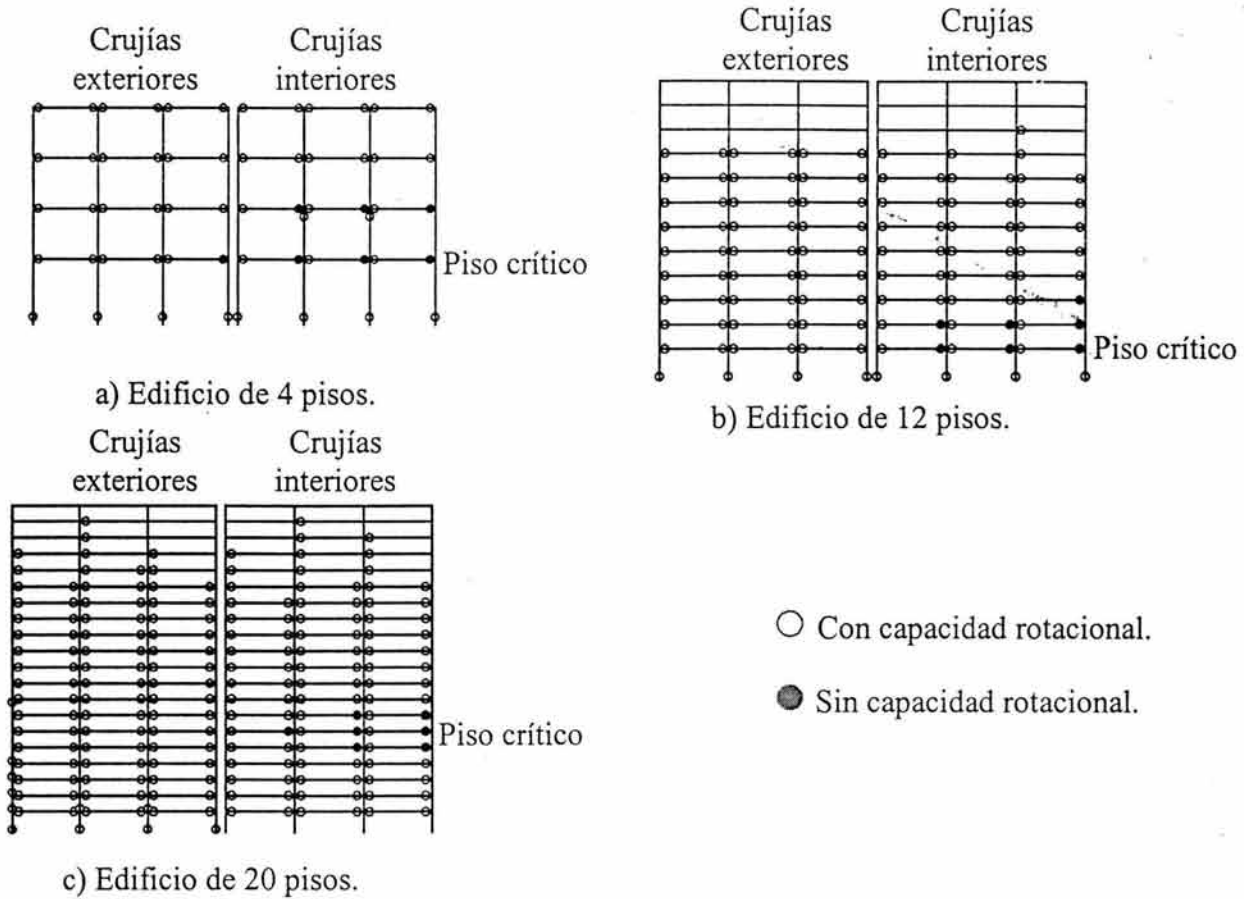 Crujías
exteriores
Crujías
interiores
Piso crítico
a) Edificio de 4 pisos.
Crujías
exteriores
Crujías
interiores
Piso crítico
b) Edificio de 12 pisos.
Crujías
exteriores
Crujías
interiores
Piso crítico
c) Edificio de 20 pisos.
Con capacidad rotacional.
Sin capacidad rotacional.